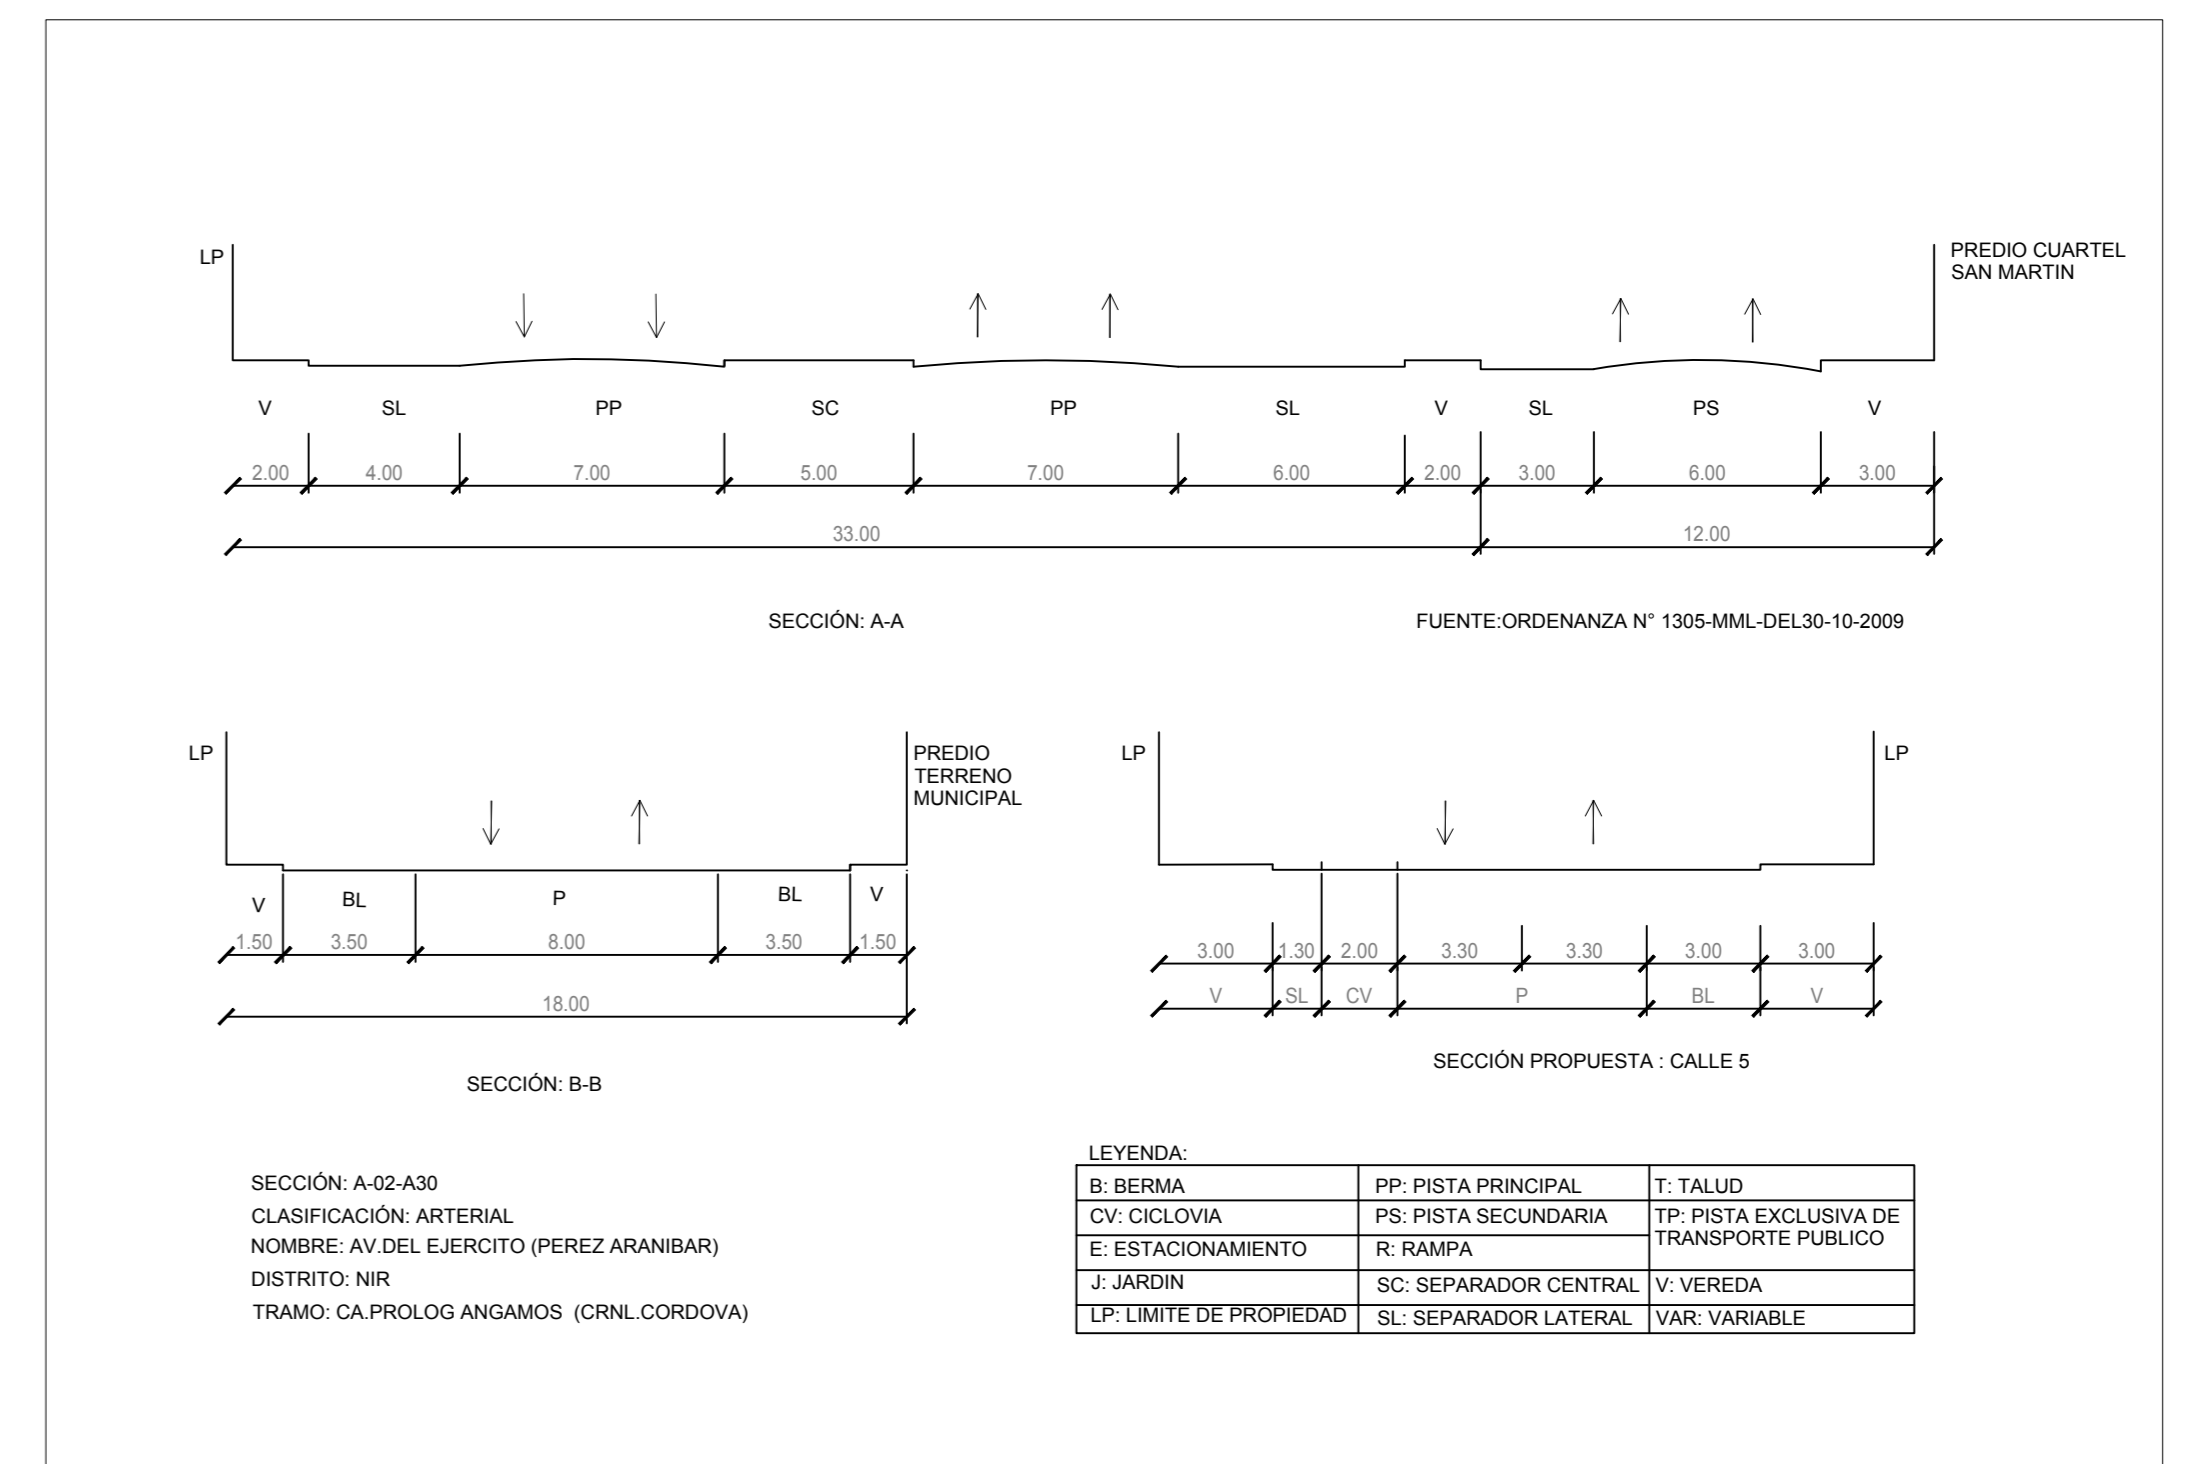 LP
PREDIO CUARTEL
SAN MARTIN
V SL PP SC PP SL V SL PS V
2.00 4.00 7.00 5.00 7.00 6.00 2.00 3.00 6.00 3.00
33.00 12.00
SECCIÓN: A-A
FUENTE:ORDENANZA N° 1305-MML-DEL30-10-2009
LP
PREDIO
TERRENO
MUNICIPAL
V BL P BL V
1.50 3.50 8.00 3.50 1.50
18.00
SECCIÓN: B-B
LP
LP
3.00 1.30 2.00 3.30 3.30 3.00 3.00
V SL CV P BL V
SECCIÓN PROPUESTA : CALLE 5
SECCIÓN: A-02-A30
CLASIFICACIÓN: ARTERIAL
NOMBRE: AV.DEL EJERCITO (PEREZ ARANIBAR)
DISTRITO: NIR
TRAMO: CA.PROLOG ANGAMOS (CRNL.CORDOVA)
LEYENDA:
B: BERMA PP: PISTA PRINCIPAL T: TALUD
CV: CICLOVIA PS: PISTA SECUNDARIA TP: PISTA EXCLUSIVA DE
TRANSPORTE PUBLICO
E: ESTACIONAMIENTO R: RAMPA
J: JARDIN SC: SEPARADOR CENTRAL V: VEREDA
LP: LIMITE DE PROPIEDAD SL: SEPARADOR LATERAL VAR: VARIABLE